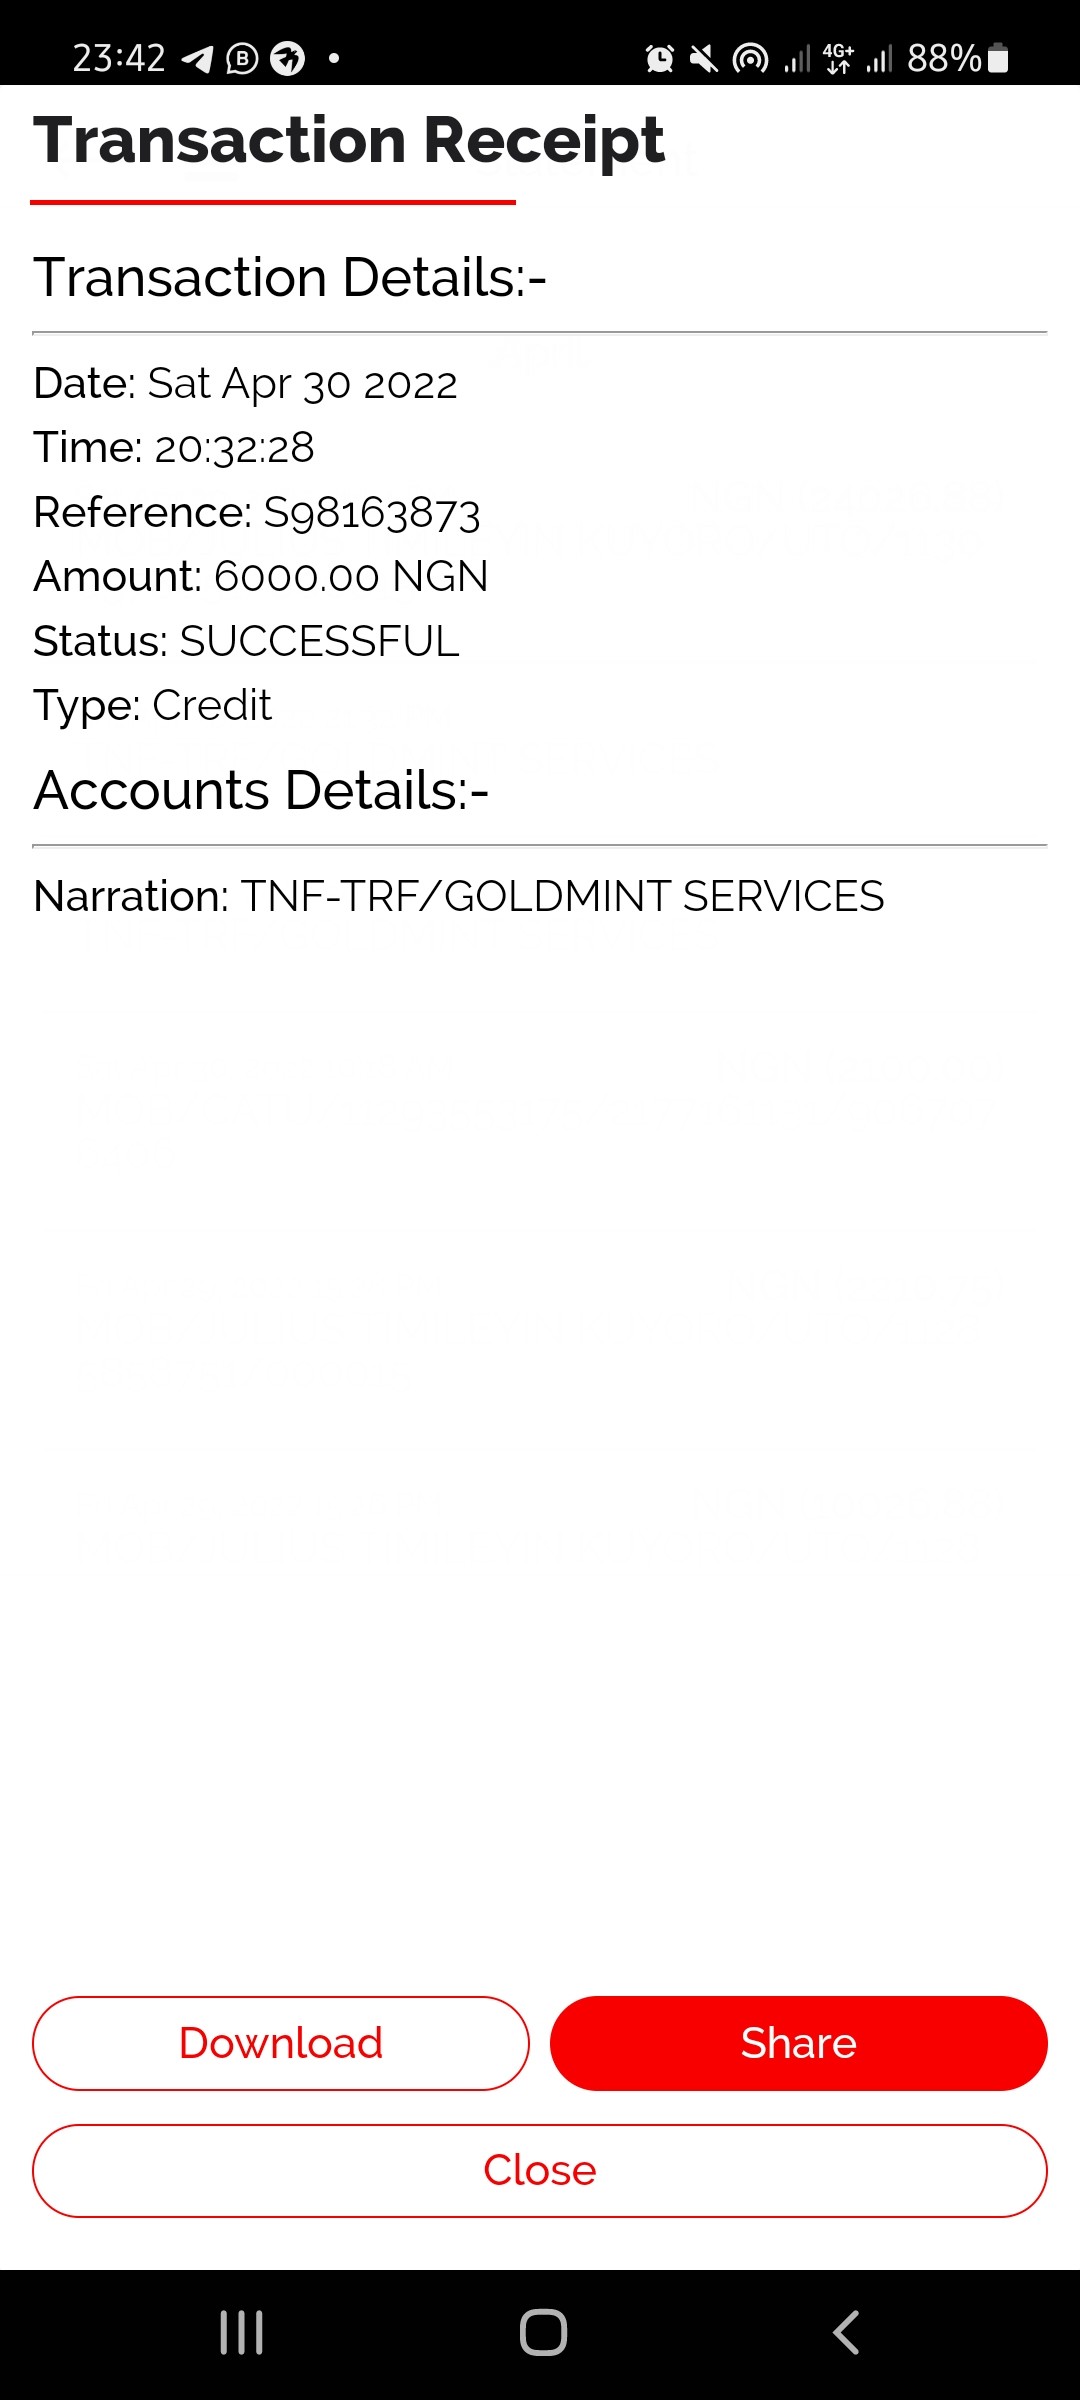 23:42
4G+
88%
Transaction Receipt
Transaction Details:-
Date: Sat Apr 30 2022
Time: 20:32:28
Reference: S98163873
Amount: 6000.00 NGN
Status: SUCCESSFUL
Type: Credit
Accounts Details:-
Narration: TNF-TRF/GOLDMINT SERVICES
Download
Share
Close